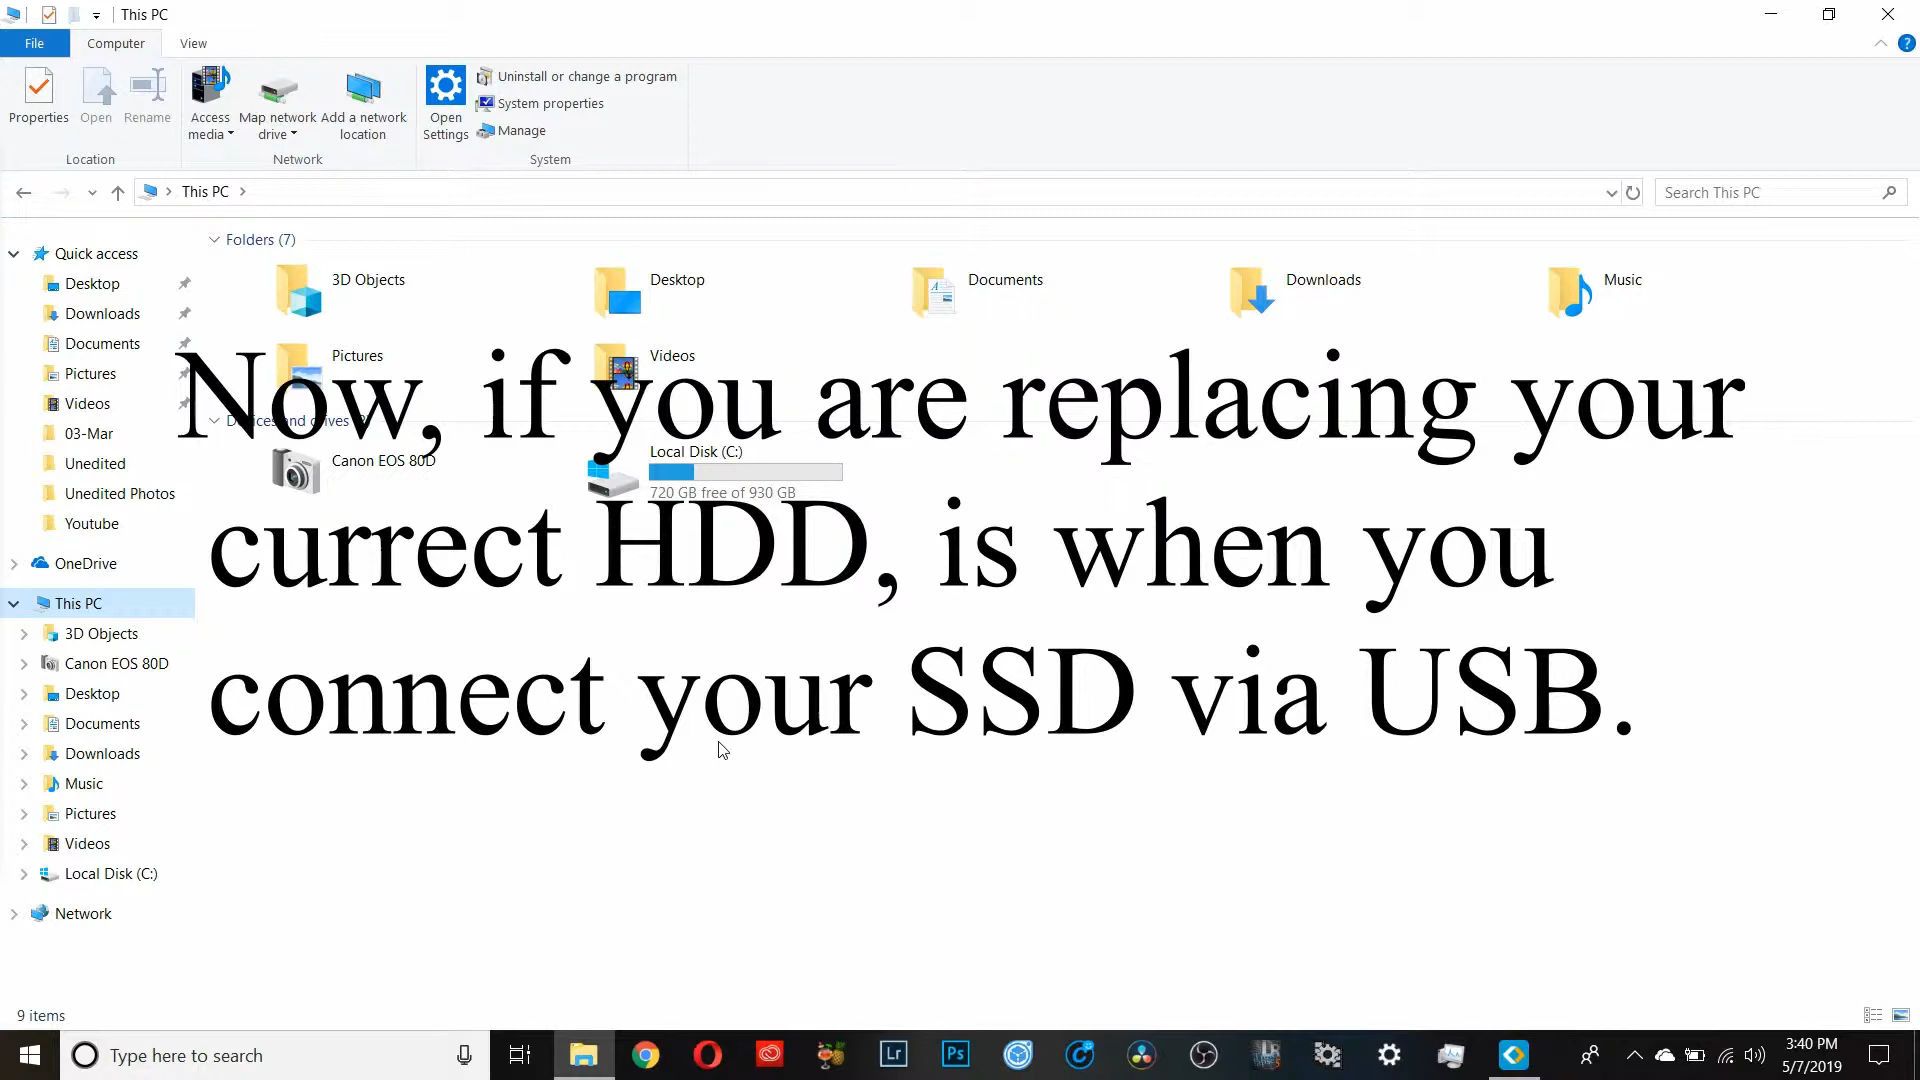 This PC
File
Computer
View
Properties
Open
Rename
Access media
Map network drive
Add a network location
Open Settings
Uninstall or change a program
System properties
Manage
Location
Network
System
This PC
Search This PC
Quick access
Desktop
Downloads
Documents
Pictures
Videos
03-Mar
Unedited
Unedited Photos
Youtube
OneDrive
This PC
3D Objects
Canon EOS 80D
Desktop
Documents
Downloads
Music
Pictures
Videos
Local Disk (C:)
Network
Folders (7)
3D Objects
Desktop
Documents
Downloads
Music
Pictures
Videos
Devices and drives
Canon EOS 80D
Local Disk (C:)
720 GB free of 930 GB
Now, if you are replacing your
currect HDD, is when you
connect your SSD via USB.
9 items
Type here to search
Lr
Ps
3:40 PM
5/7/2019